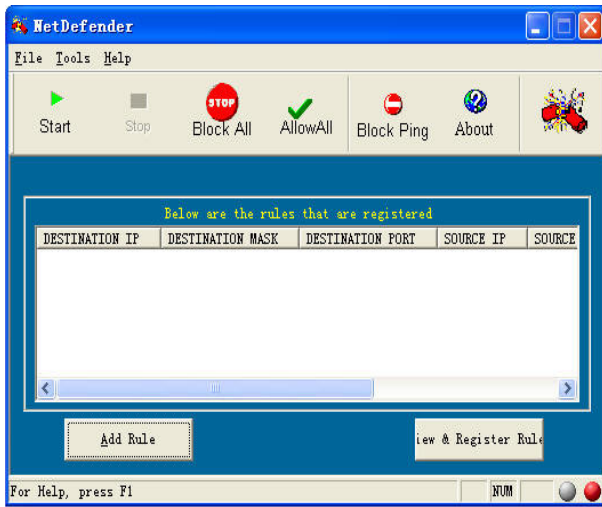 NetDefender
File Tools Help
Start Stop Block All AllowAll Block Ping About
STOP
Below are the rules that are registered
DESTINATION IP DESTINATION MASK DESTINATION PORT SOURCE IP SOURCE
Add Rule iew & Register Rule
For Help, press F1 NUM